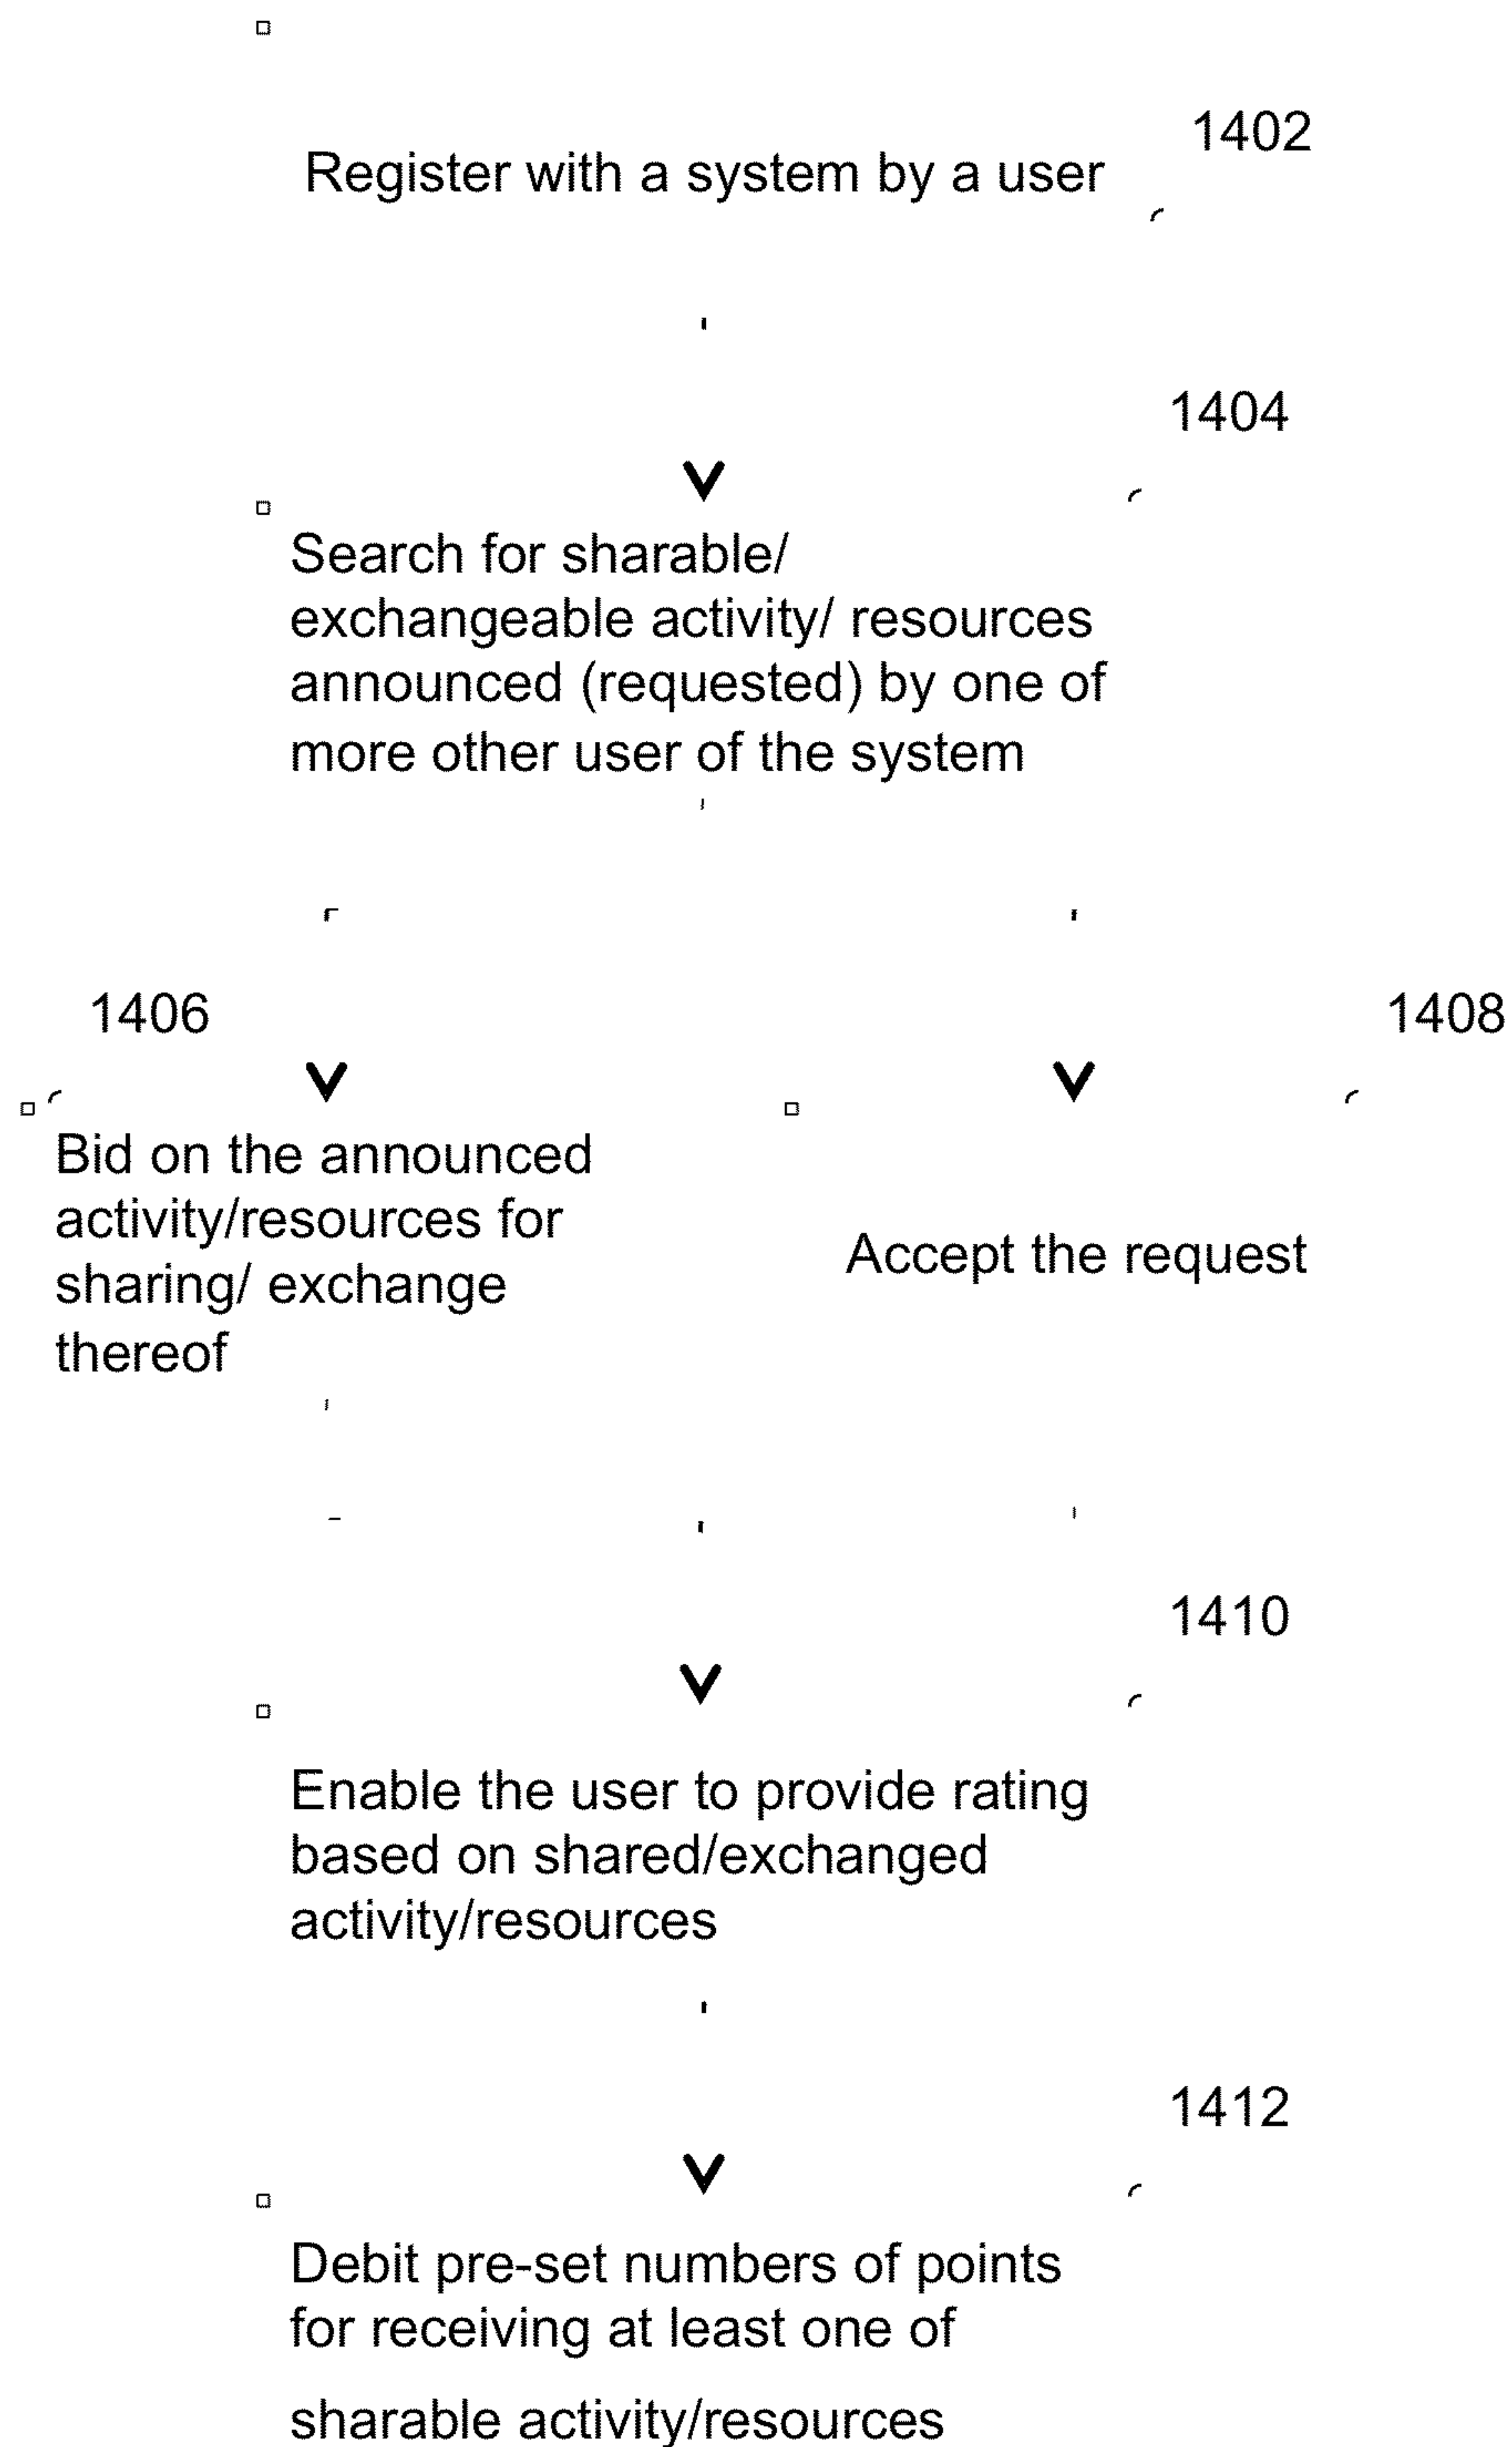 1402
Register with a system by a user
1404
Search for sharable/
exchangeable activity/ resources
announced (requested) by one of
more other user of the system
1406
1408
Bid on the announced
activity/resources for
sharing/ exchange
thereof
Accept the request
1410
Enable the user to provide rating
based on shared/exchanged
activity/resources
1412
Debit pre-set numbers of points
for receiving at least one of
sharable activity/resources